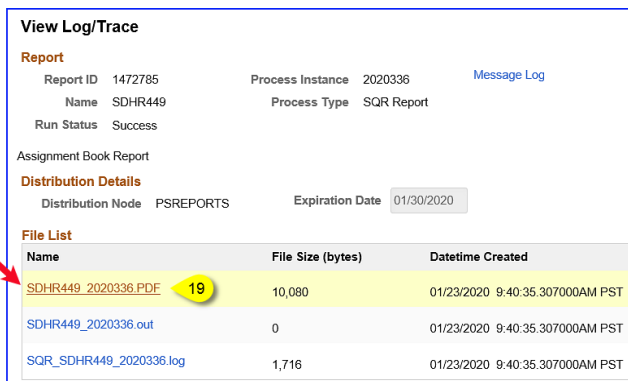 View Log/Trace
Report
Report ID 1472785 Process Instance 2020336 Message Log
Name SDHR449 Process Type SQR Report
Run Status Success
Assignment Book Report
Distribution Details
Distribution Node PSREPORTS Expiration Date 01/30/2020
File List
Name File Size (bytes) Datetime Created
SDHR449_2020336.PDF 19 10,080 01/23/2020 9:40:35.307000AM PST
SDHR449_2020336.out 0 01/23/2020 9:40:35.307000AM PST
SQR_SDHR449_2020336.log 1,716 01/23/2020 9:40:35.307000AM PST